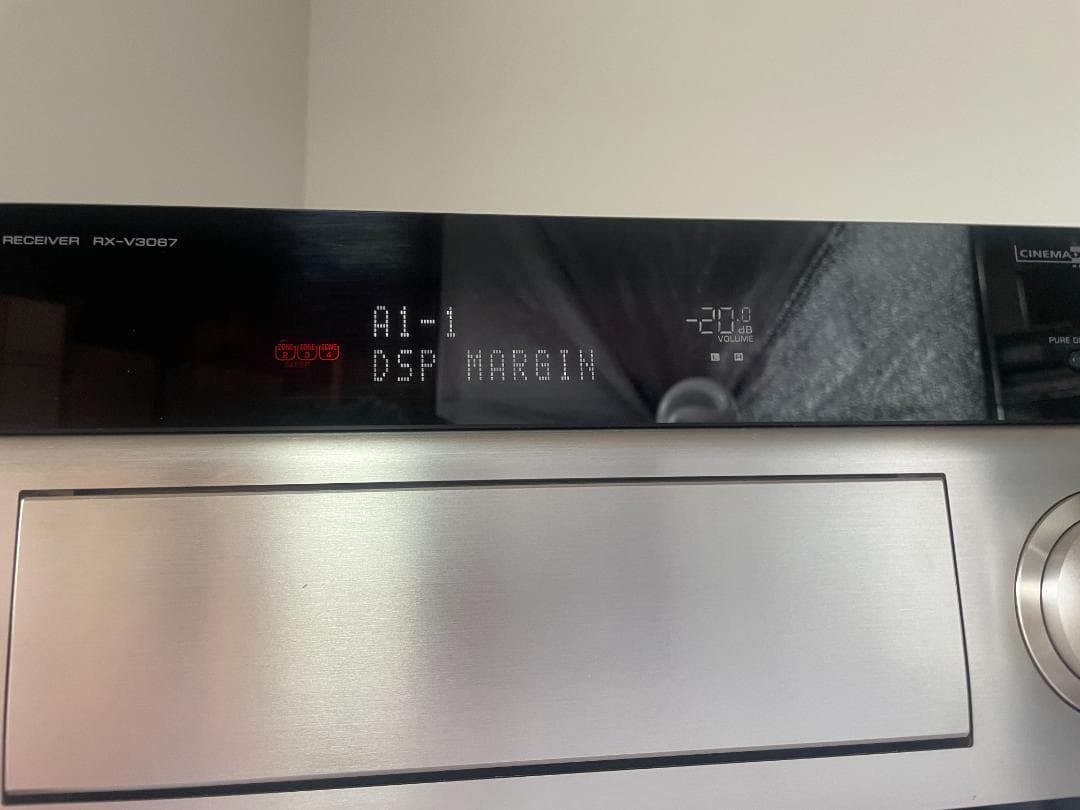 RECEIVER RX-V3067
CINEMA
A1-1
-20.0
dB
VOLUME
ZONE 2 ZONE 3 ZONE 4
L R
PURE
DSP MARGIN